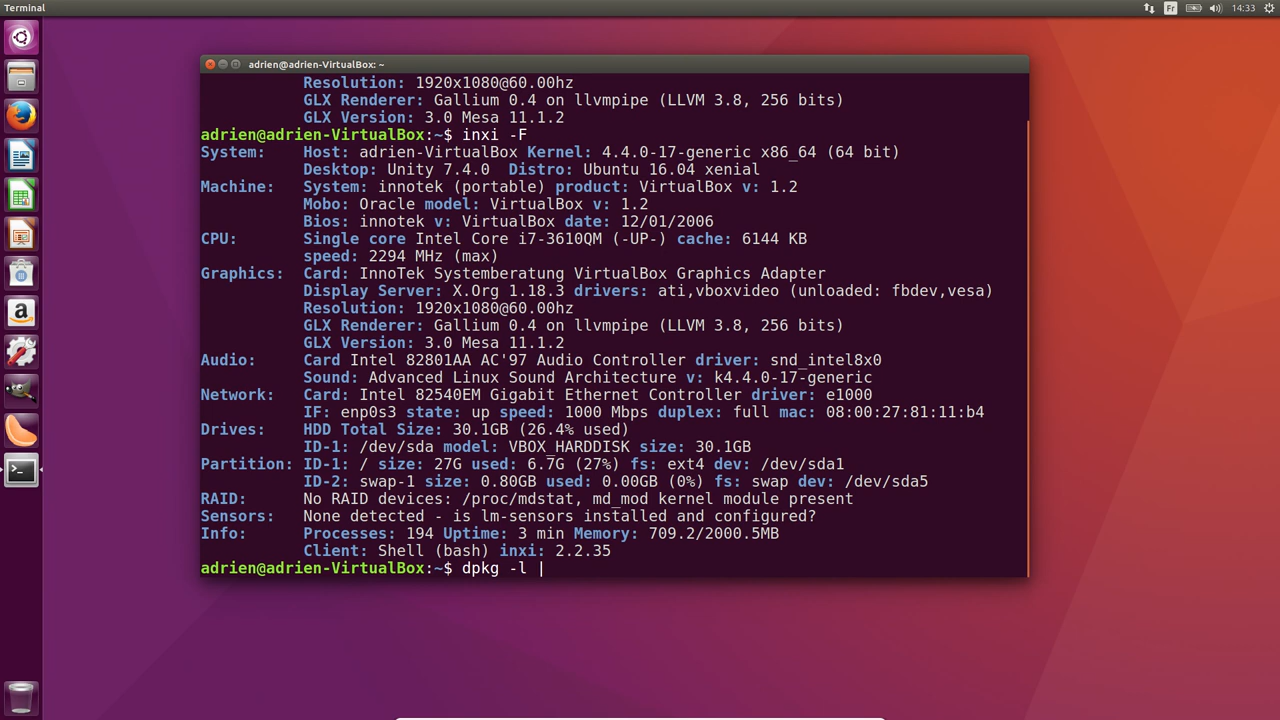 Terminal
Fr
14:33
adrien@adrien-VirtualBox: ~
Resolution: 1920x1080@60.00hz
GLX Renderer: Gallium 0.4 on llvmpipe (LLVM 3.8, 256 bits)
GLX Version: 3.0 Mesa 11.1.2
adrien@adrien-VirtualBox:~$ inxi -F
System: Host: adrien-VirtualBox Kernel: 4.4.0-17-generic x86_64 (64 bit)
Desktop: Unity 7.4.0 Distro: Ubuntu 16.04 xenial
Machine: System: innotek (portable) product: VirtualBox v: 1.2
Mobo: Oracle model: VirtualBox v: 1.2
Bios: innotek v: VirtualBox date: 12/01/2006
CPU: Single core Intel Core i7-3610QM (-UP-) cache: 6144 KB
speed: 2294 MHz (max)
Graphics: Card: InnoTek Systemberatung VirtualBox Graphics Adapter
Display Server: X.Org 1.18.3 drivers: ati,vboxvideo (unloaded: fbdev,vesa)
Resolution: 1920x1080@60.00hz
GLX Renderer: Gallium 0.4 on llvmpipe (LLVM 3.8, 256 bits)
GLX Version: 3.0 Mesa 11.1.2
Audio: Card Intel 82801AA AC'97 Audio Controller driver: snd_intel8x0
Sound: Advanced Linux Sound Architecture v: k4.4.0-17-generic
Network: Card: Intel 82540EM Gigabit Ethernet Controller driver: e1000
IF: enp0s3 state: up speed: 1000 Mbps duplex: full mac: 08:00:27:81:11:b4
Drives: HDD Total Size: 30.1GB (26.4% used)
ID-1: /dev/sda model: VBOX_HARDDISK size: 30.1GB
Partition: ID-1: / size: 27G used: 6.7G (27%) fs: ext4 dev: /dev/sda1
ID-2: swap-1 size: 0.80GB used: 0.00GB (0%) fs: swap dev: /dev/sda5
RAID: No RAID devices: /proc/mdstat, md_mod kernel module present
Sensors: None detected - is lm-sensors installed and configured?
Info: Processes: 194 Uptime: 3 min Memory: 709.2/2000.5MB
Client: Shell (bash) inxi: 2.2.35
adrien@adrien-VirtualBox:~$ dpkg -l |